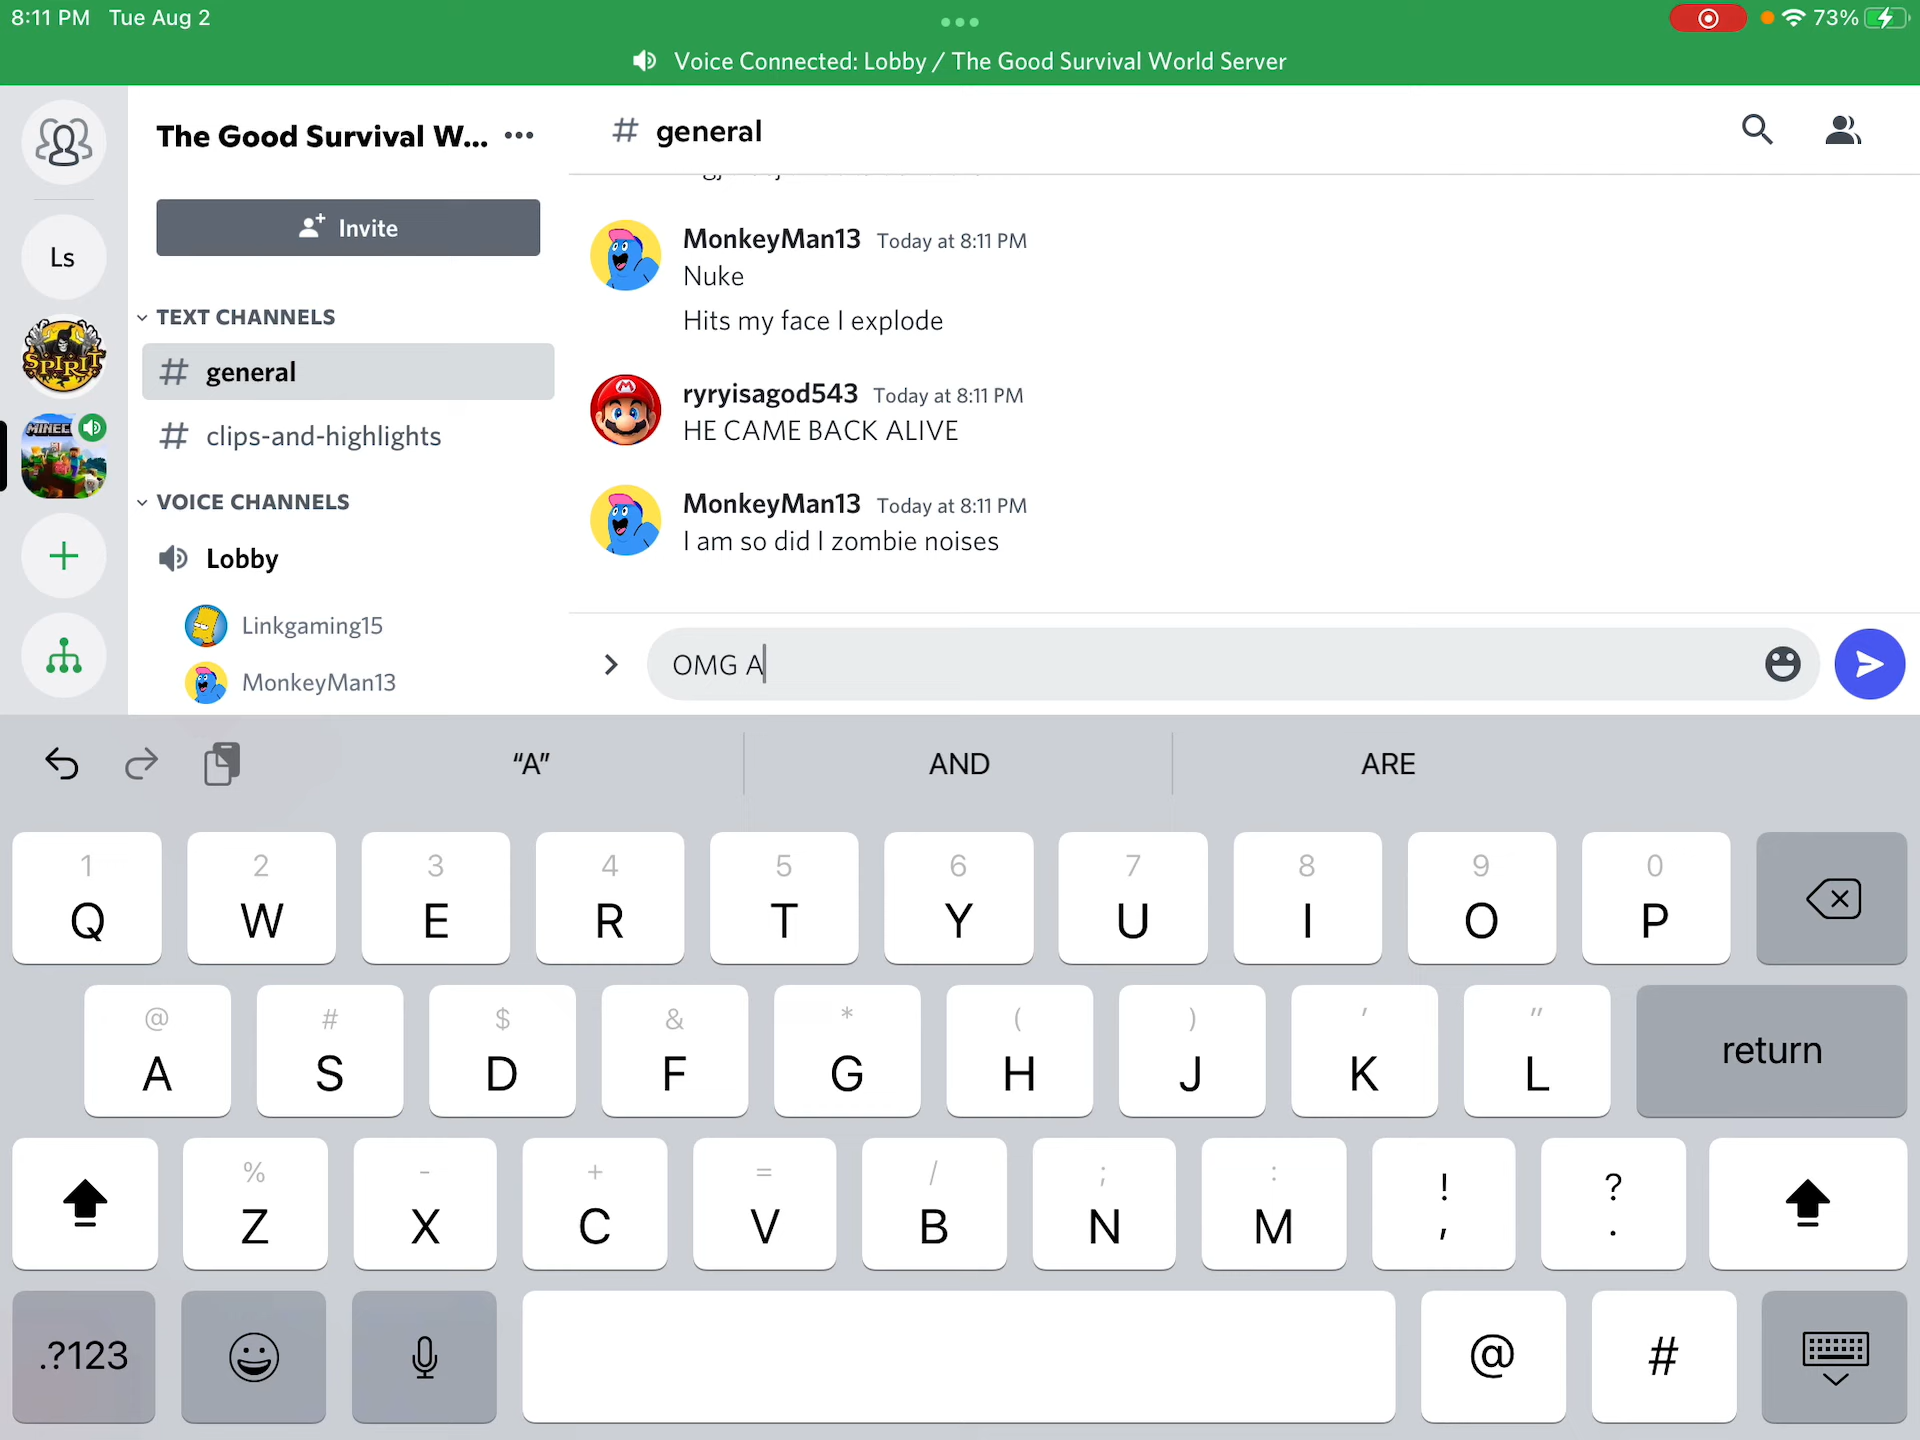 8:11 PM Tue Aug 2
73%
Voice Connected: Lobby / The Good Survival World Server
The Good Survival W...
# general
Invite
Ls
SPIRIT
MINEC
TEXT CHANNELS
# general
# clips-and-highlights
VOICE CHANNELS
Lobby
Linkgaming15
MonkeyMan13
MonkeyMan13 Today at 8:11 PM
Nuke
Hits my face I explode
ryryisagod543 Today at 8:11 PM
HE CAME BACK ALIVE
MonkeyMan13 Today at 8:11 PM
I am so did I zombie noises
OMG A
“A” AND ARE
1 2 3 4 5 6 7 8 9 0
Q W E R T Y U I O P
@ # $ & * ( ) ' "
A S D F G H J K L return
% - + = / ; : ! ?
Z X C V B N M , .
.?123 @ #